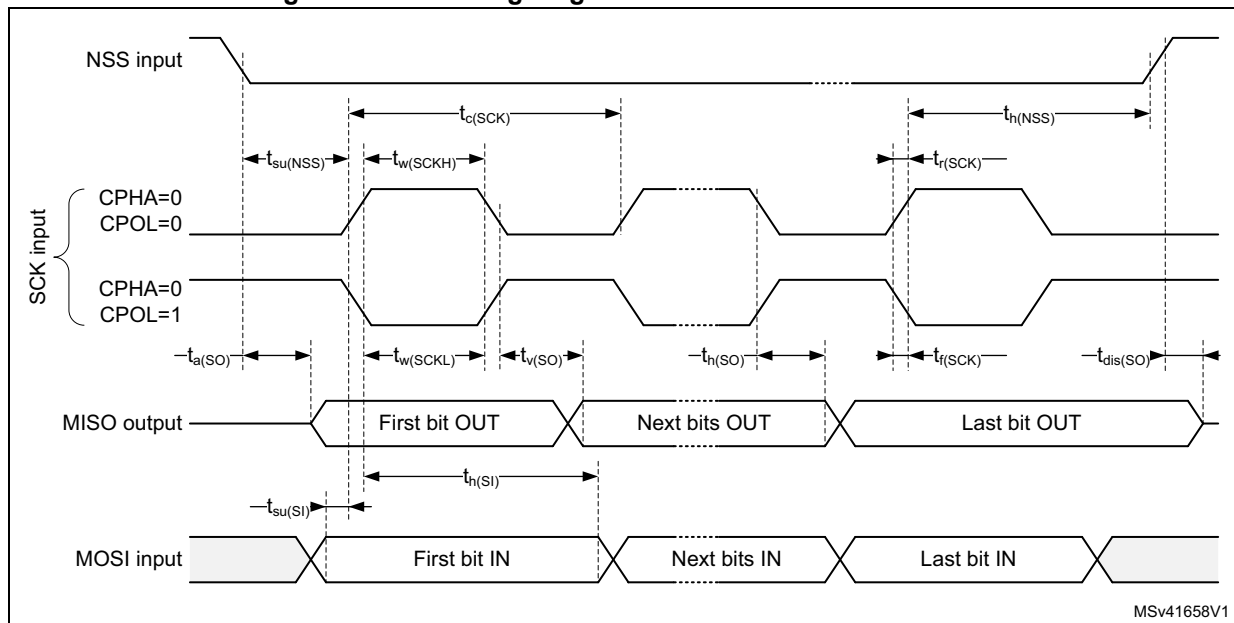 NSS input
tc(SCK)
th(NSS)
tsu(NSS)
tw(SCKH)
tr(SCK)
SCK input
CPHA=0
CPOL=0
CPHA=0
CPOL=1
ta(SO)
tw(SCKL)
tv(SO)
th(SO)
tf(SCK)
tdis(SO)
MISO output
First bit OUT
Next bits OUT
Last bit OUT
th(SI)
tsu(SI)
MOSI input
First bit IN
Next bits IN
Last bit IN
MSv41658V1